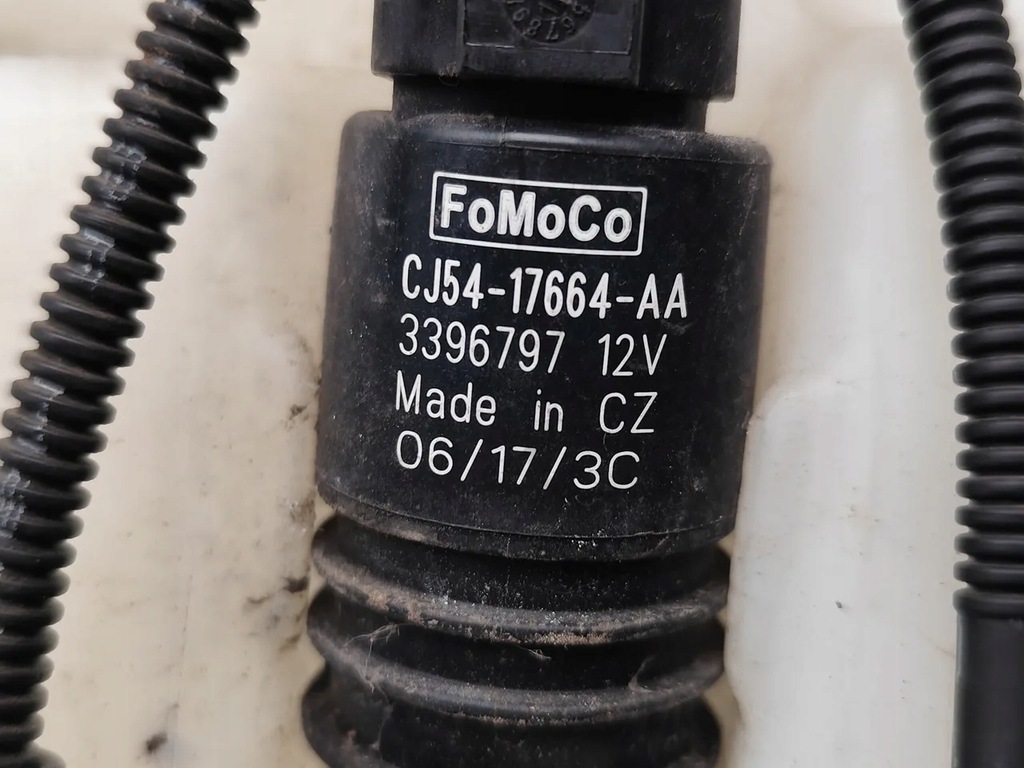 FoMoCo
CJ54-17664-AA
3396797 12V
Made in CZ
06/17/3C